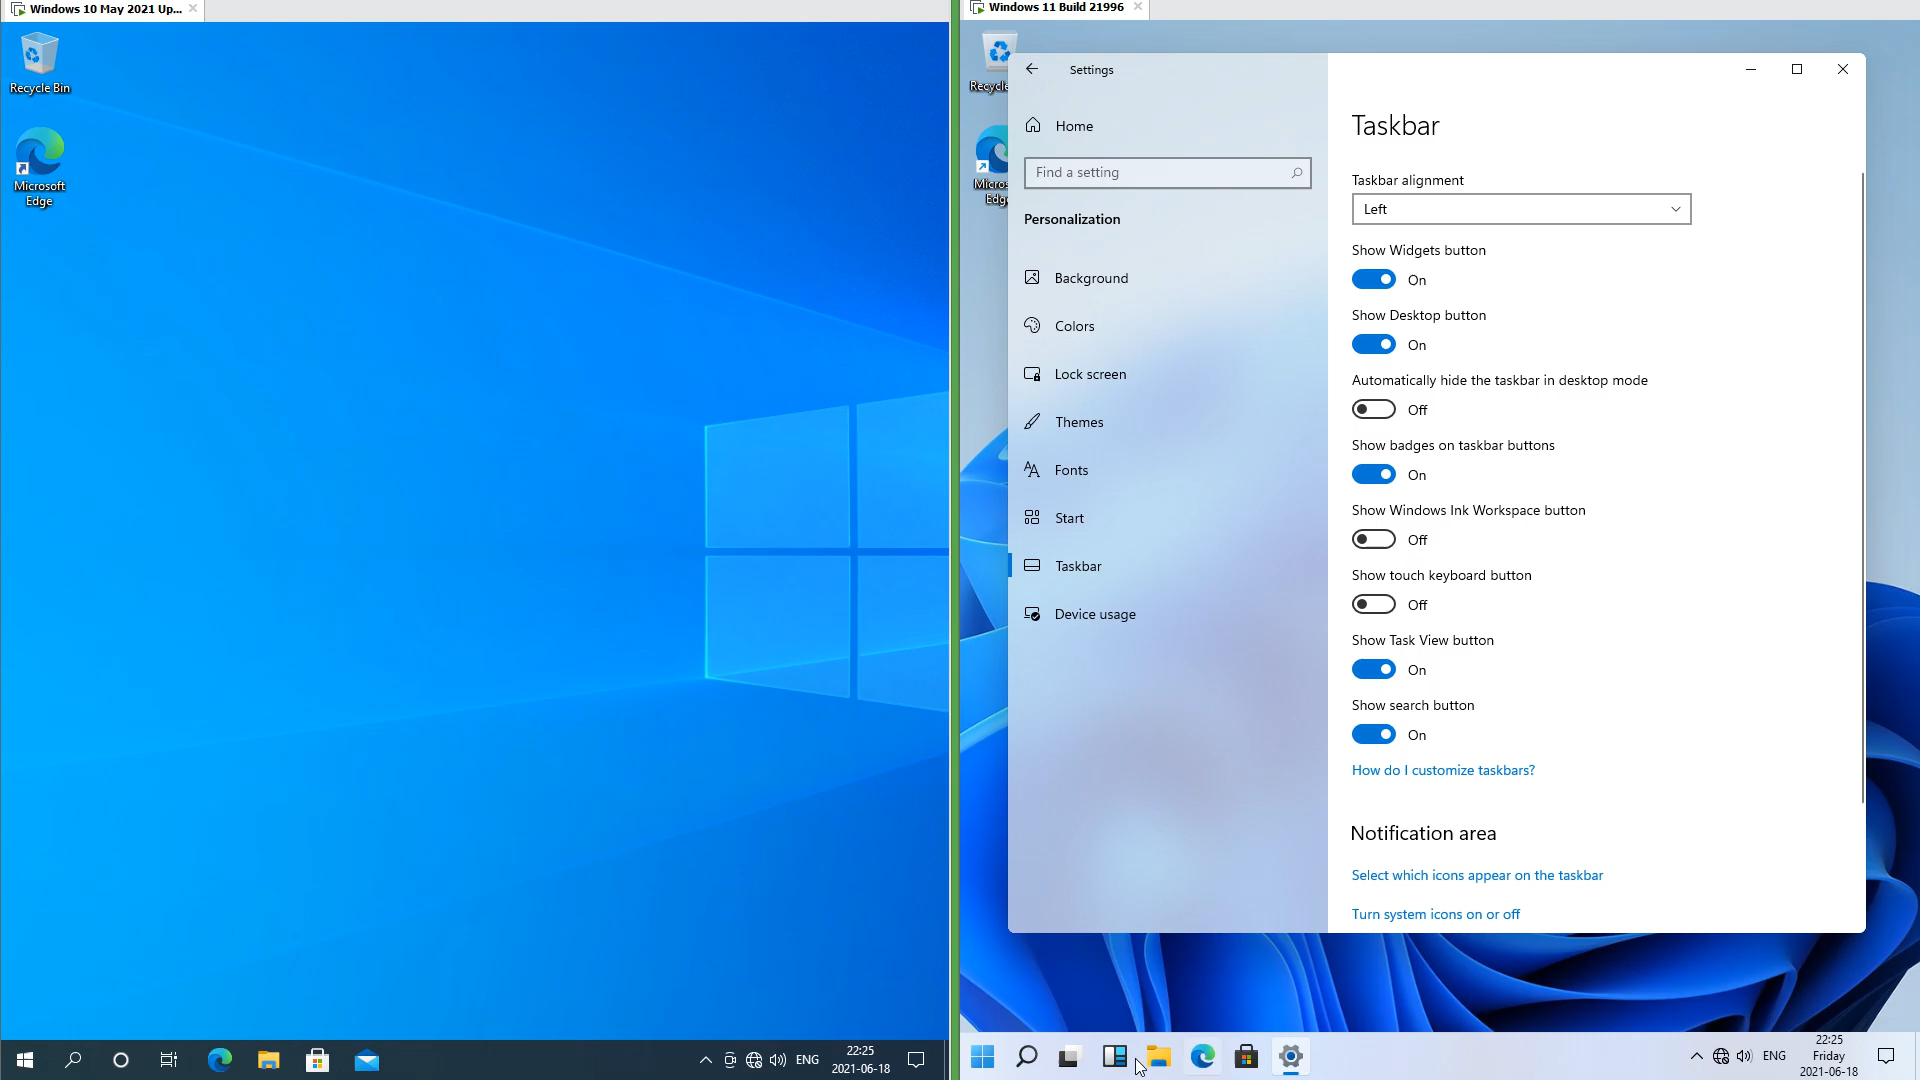 Windows 10 May 2021 Up...
Recycle Bin
Microsoft
Edge
ENG
22:25
2021-06-18
Windows 11 Build 21996
Recycle
Micros
Edg
Settings
Home
Find a setting
Personalization
Background
Colors
Lock screen
Themes
Fonts
Start
Taskbar
Device usage
Taskbar
Taskbar alignment
Left
Show Widgets button
On
Show Desktop button
On
Automatically hide the taskbar in desktop mode
Off
Show badges on taskbar buttons
On
Show Windows Ink Workspace button
Off
Show touch keyboard button
Off
Show Task View button
On
Show search button
On
How do I customize taskbars?
Notification area
Select which icons appear on the taskbar
Turn system icons on or off
ENG
22:25
Friday
2021-06-18